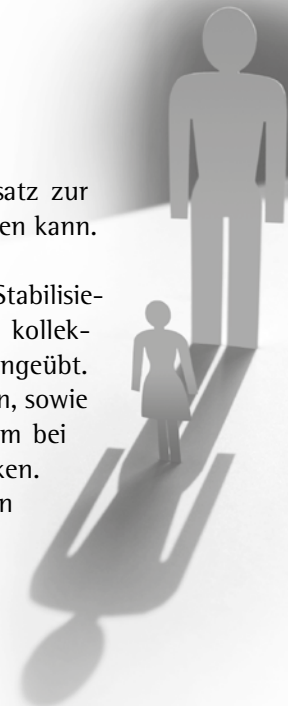 satz zur
en kann.
Stabilisie-
kollek-
ngeübt.
n, sowie
m bei
ken.
n